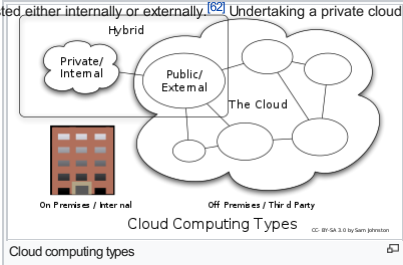 sted either internally or externally.[62] Undertaking a private cloud
Hybrid
Private/
Internal
Public/
External
The Cloud
On Premises / Internal
Off Premises / Third Party
Cloud Computing Types
CC- BY-SA 3.0 by Sam Johnston
Cloud computing types